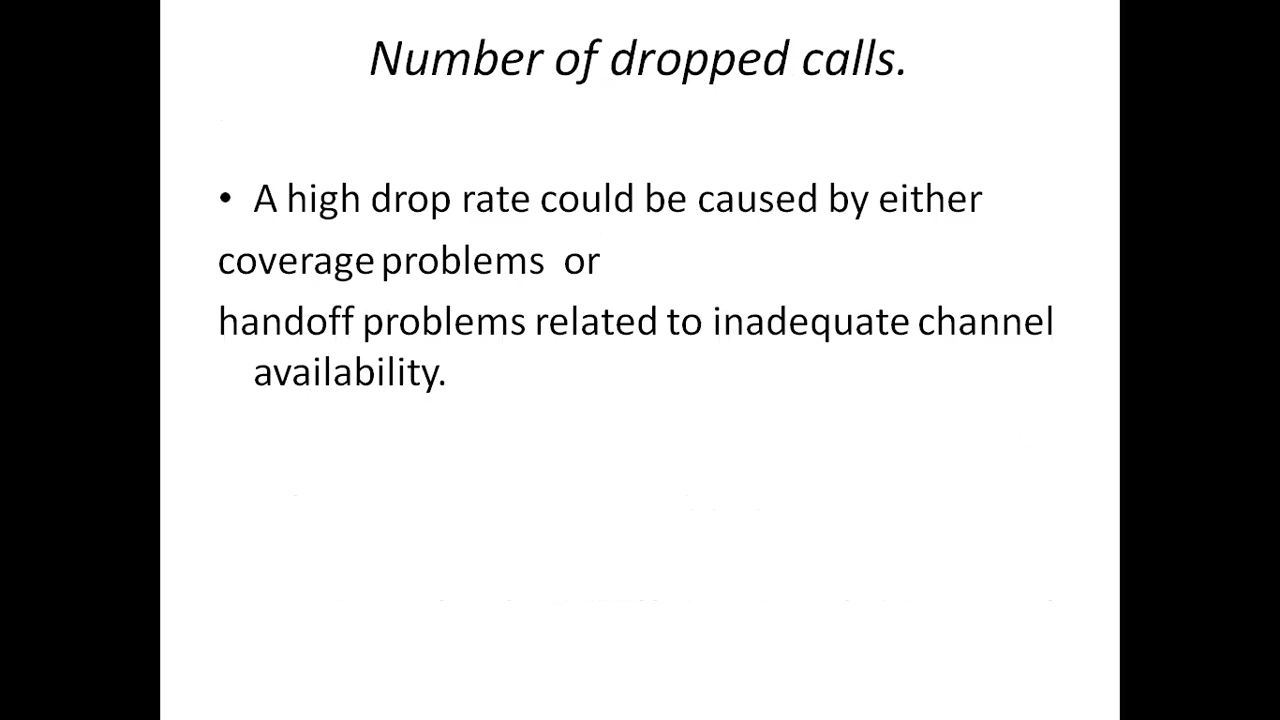 Number of dropped calls.
• A high drop rate could be caused by either
coverage problems or
handoff problems related to inadequate channel
availability.